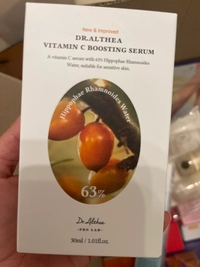 New & Improved
DR.ALTHEA
VITAMIN C BOOSTING SERUM
A vitamin C serum with 63% Hippophae Rhamnoides
Water, suitable for sensitive skin.
Hippophae Rhamnoides Water
63%
Dr. Althea
PRO LAB
30ml / 1.01fl.oz.